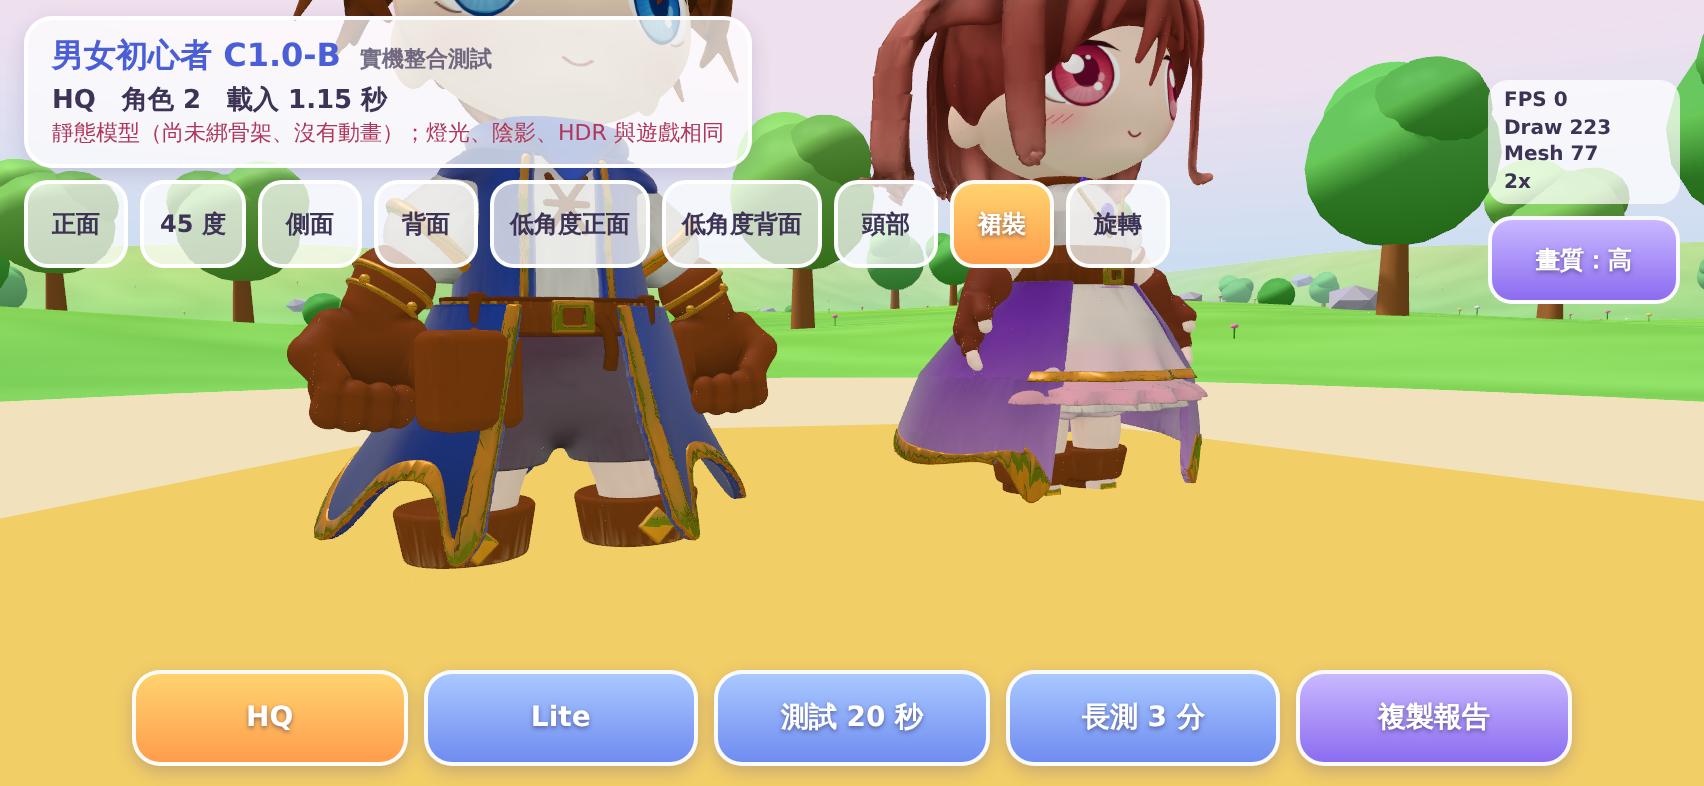 男女初心者 C1.0-B 實機整合測試
HQ 角色 2 載入 1.15 秒
靜態模型（尚未綁骨架、沒有動畫）；燈光、陰影、HDR 與遊戲相同
FPS 0
Draw 223
Mesh 77
2x
正面
45 度
側面
背面
低角度正面
低角度背面
頭部
裙裝
旋轉
畫質：高
HQ
Lite
測試 20 秒
長測 3 分
複製報告